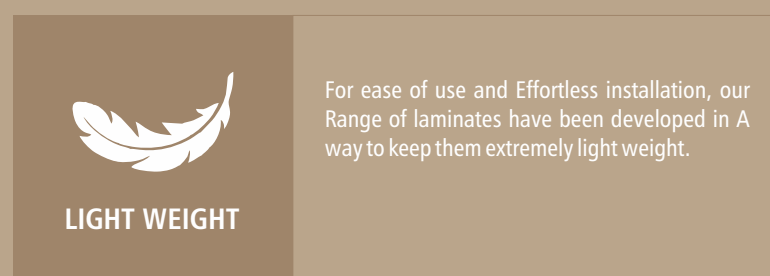 For ease of use and Effortless installation, our
Range of laminates have been developed in A
way to keep them extremely light weight.
LIGHT WEIGHT